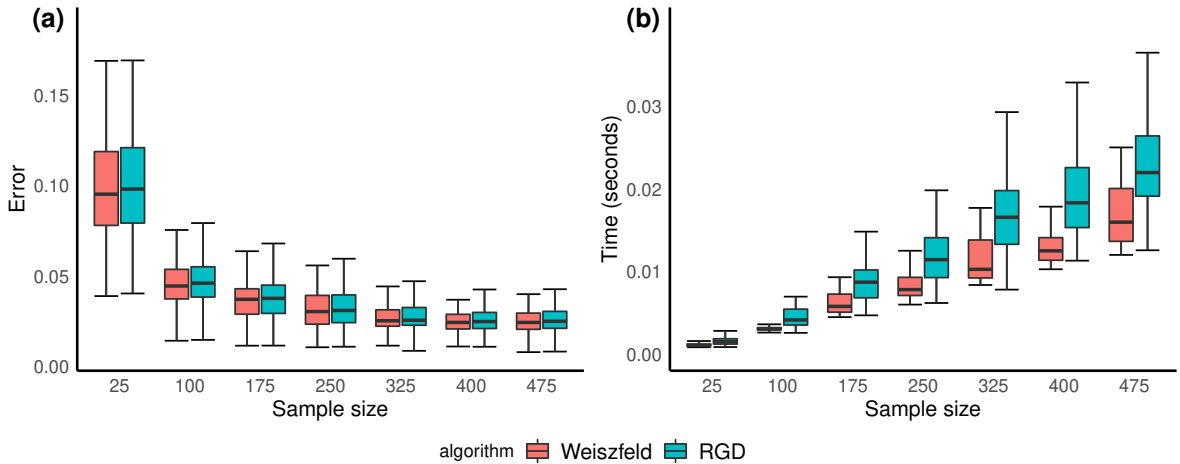 (a)
Error
0.15
0.10
0.05
0.00
25 100 175 250 325 400 475
Sample size
(b)
Time (seconds)
0.03
0.02
0.01
0.00
25 100 175 250 325 400 475
Sample size
algorithm Weiszfeld RGD